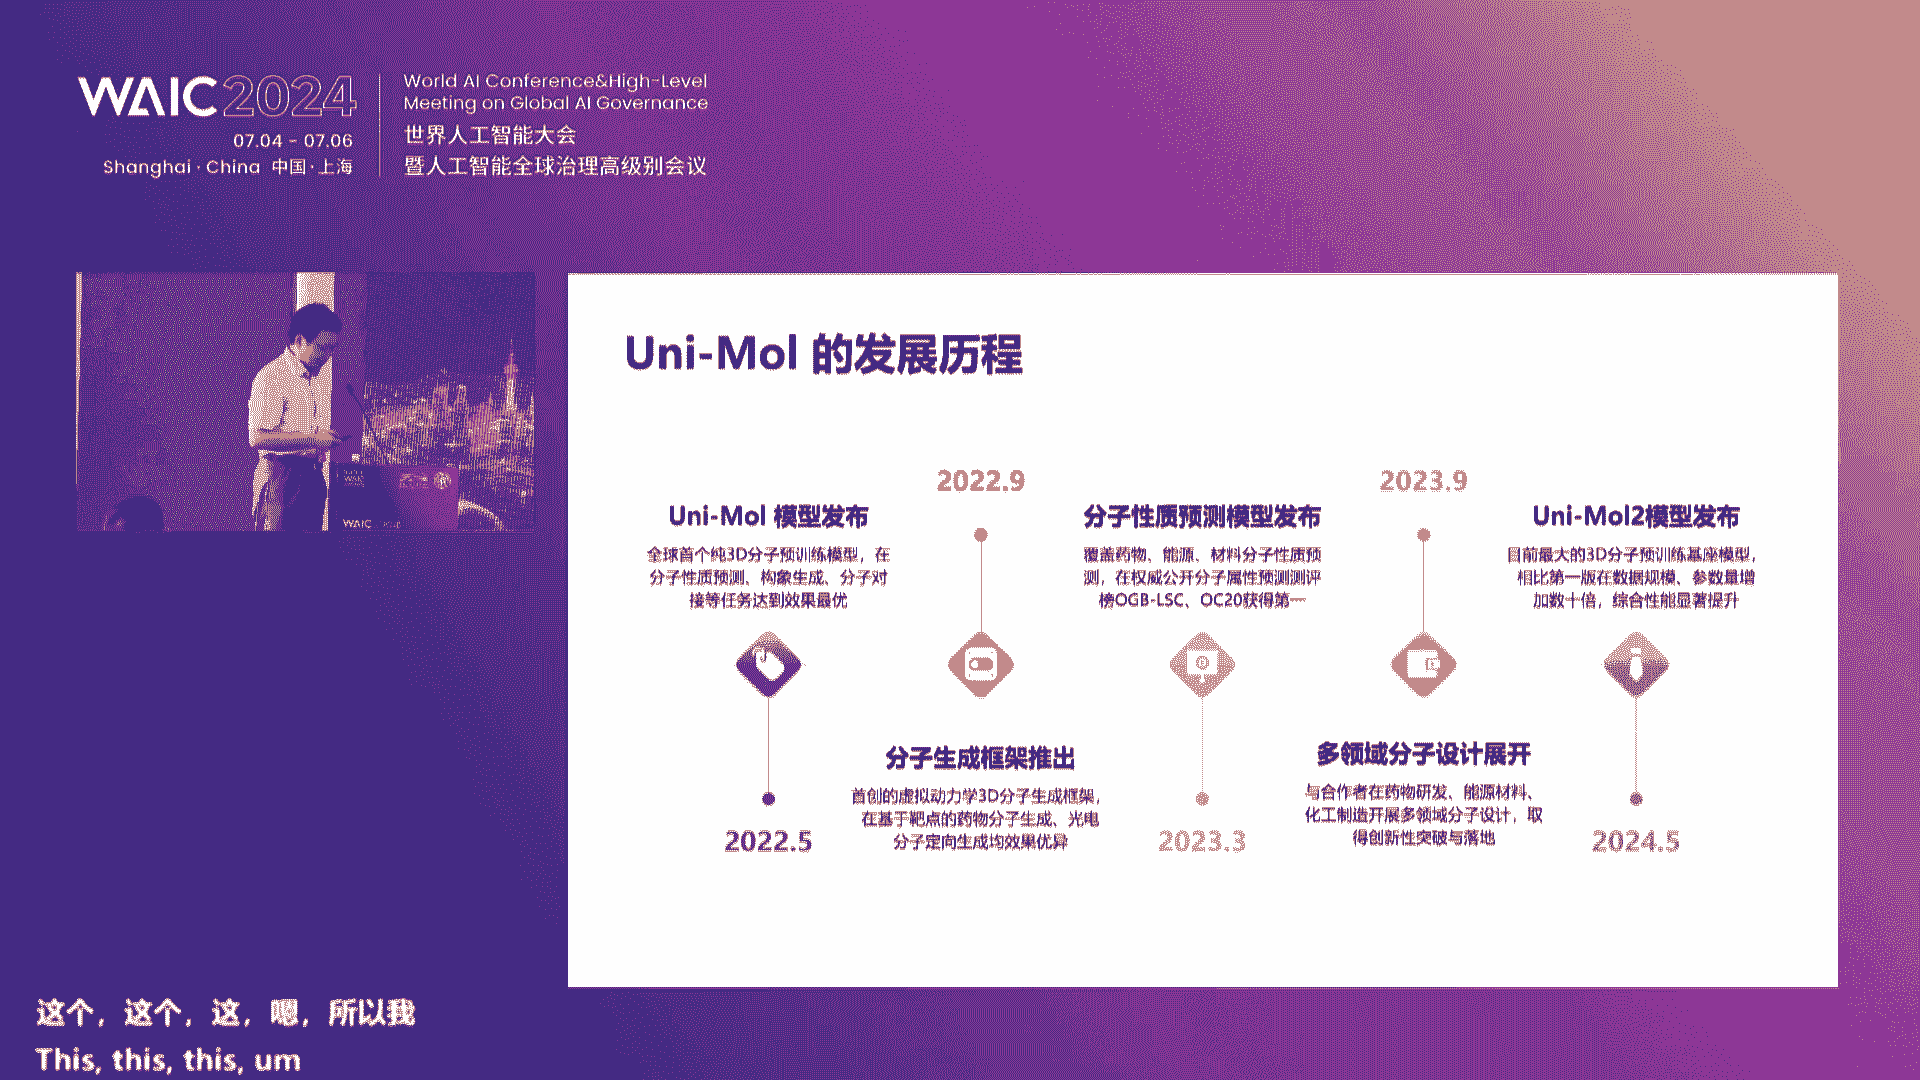 WAIC 2024
07.04 - 07.06
Shanghai · China 中国·上海
World AI Conference&High-Level
Meeting on Global AI Governance
世界人工智能大会
暨人工智能全球治理高级别会议
WAIC
Uni-Mol 的发展历程
Uni-Mol 模型发布
全球首个纯3D分子预训练模型，在
分子性质预测、构象生成、分子对
接等任务达到效果最优
2022.5
2022.9
分子生成框架推出
首创的虚拟动力学3D分子生成框架，
在基于靶点的药物分子生成、光电
分子定向生成均效果优异
分子性质预测模型发布
覆盖药物、能源、材料分子性质预
测，在权威公开分子属性预测测评
榜OGB-LSC、OC20获得第一
2023.3
2023.9
多领域分子设计展开
与合作者在药物研发、能源材料、
化工制造开展多领域分子设计，取
得创新性突破与落地
Uni-Mol2模型发布
目前最大的3D分子预训练基座模型，
相比第一版在数据规模、参数量增
加数十倍，综合性能显著提升
2024.5
这个，这个，这，嗯，所以我
This, this, this, um